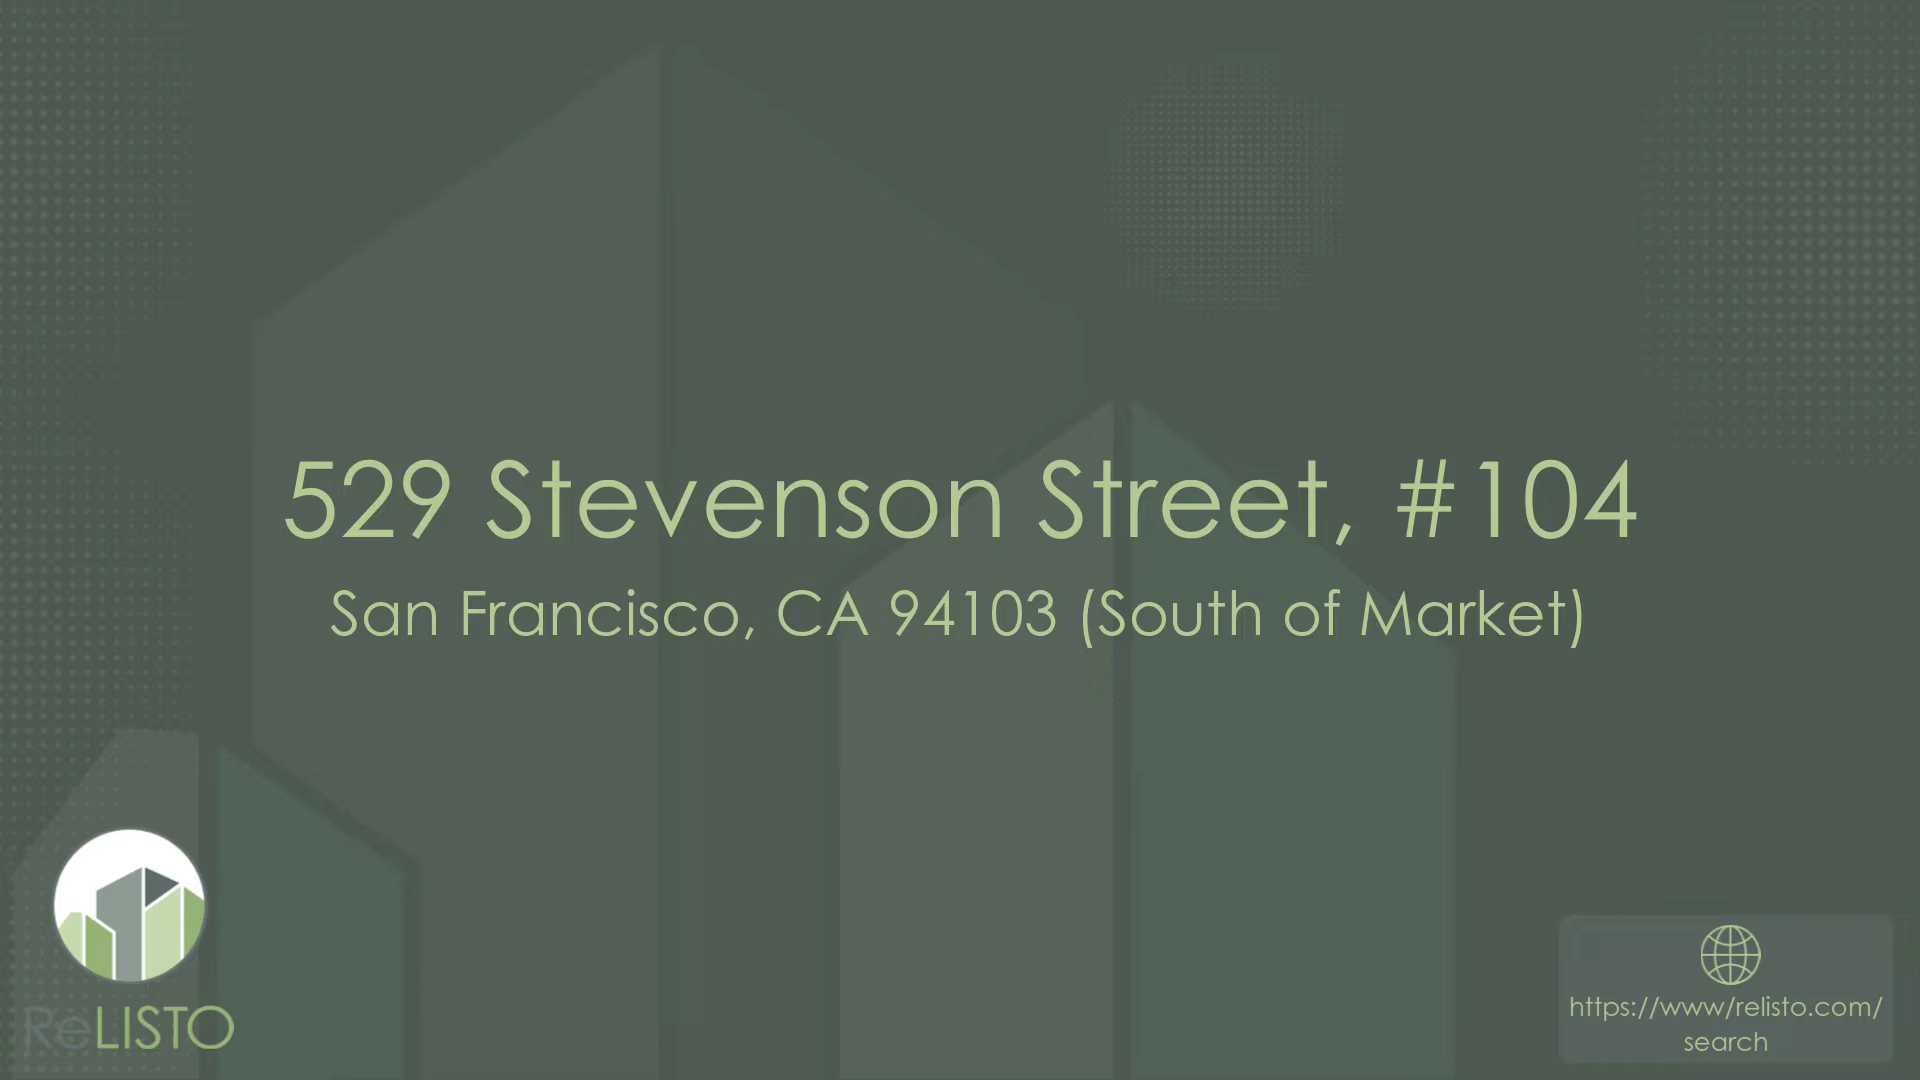 529 Stevenson Street, #104
San Francisco, CA 94103 (South of Market)
ReLISTO
https://www/relisto.com/
search